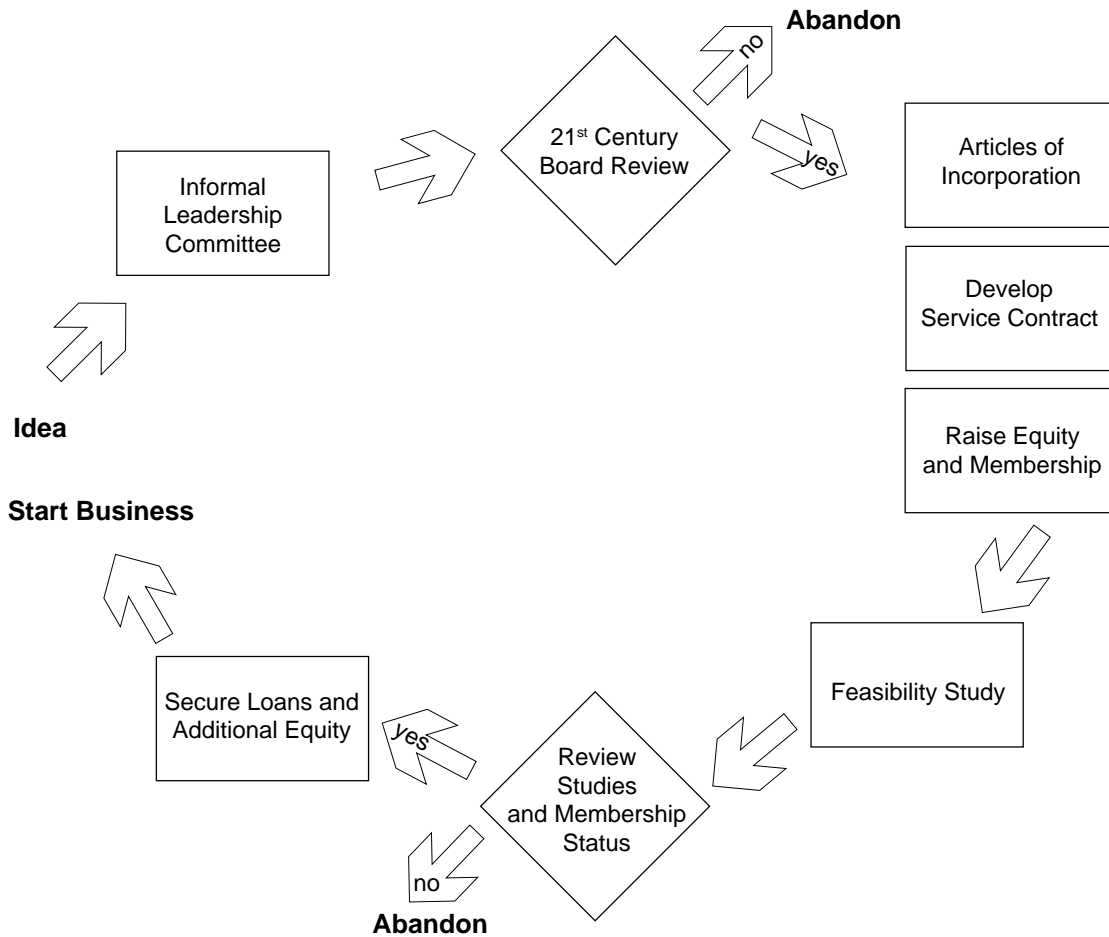 Idea
Informal
Leadership
Committee
21st Century
Board Review
no
Abandon
yes
Articles of
Incorporation
Develop
Service Contract
Raise Equity
and Membership
Feasibility Study
Review
Studies
and Membership
Status
no
Abandon
yes
Secure Loans and
Additional Equity
Start Business